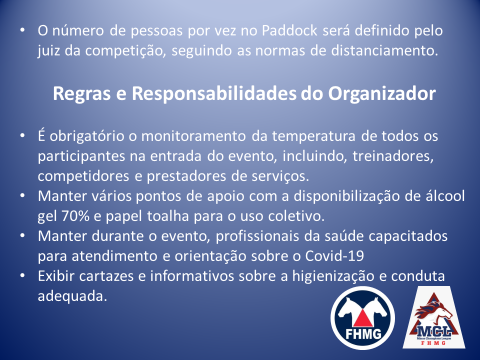 • O número de pessoas por vez no Paddock será definido pelo
juiz da competição, seguindo as normas de distanciamento.
Regras e Responsabilidades do Organizador
• É obrigatório o monitoramento da temperatura de todos os
participantes na entrada do evento, incluindo, treinadores,
competidores e prestadores de serviços.
• Manter vários pontos de apoio com a disponibilização de álcool
gel 70% e papel toalha para o uso coletivo.
• Manter durante o evento, profissionais da saúde capacitados
para atendimento e orientação sobre o Covid-19
• Exibir cartazes e informativos sobre a higienização e conduta
adequada.
FHMG
MCL
FHMG